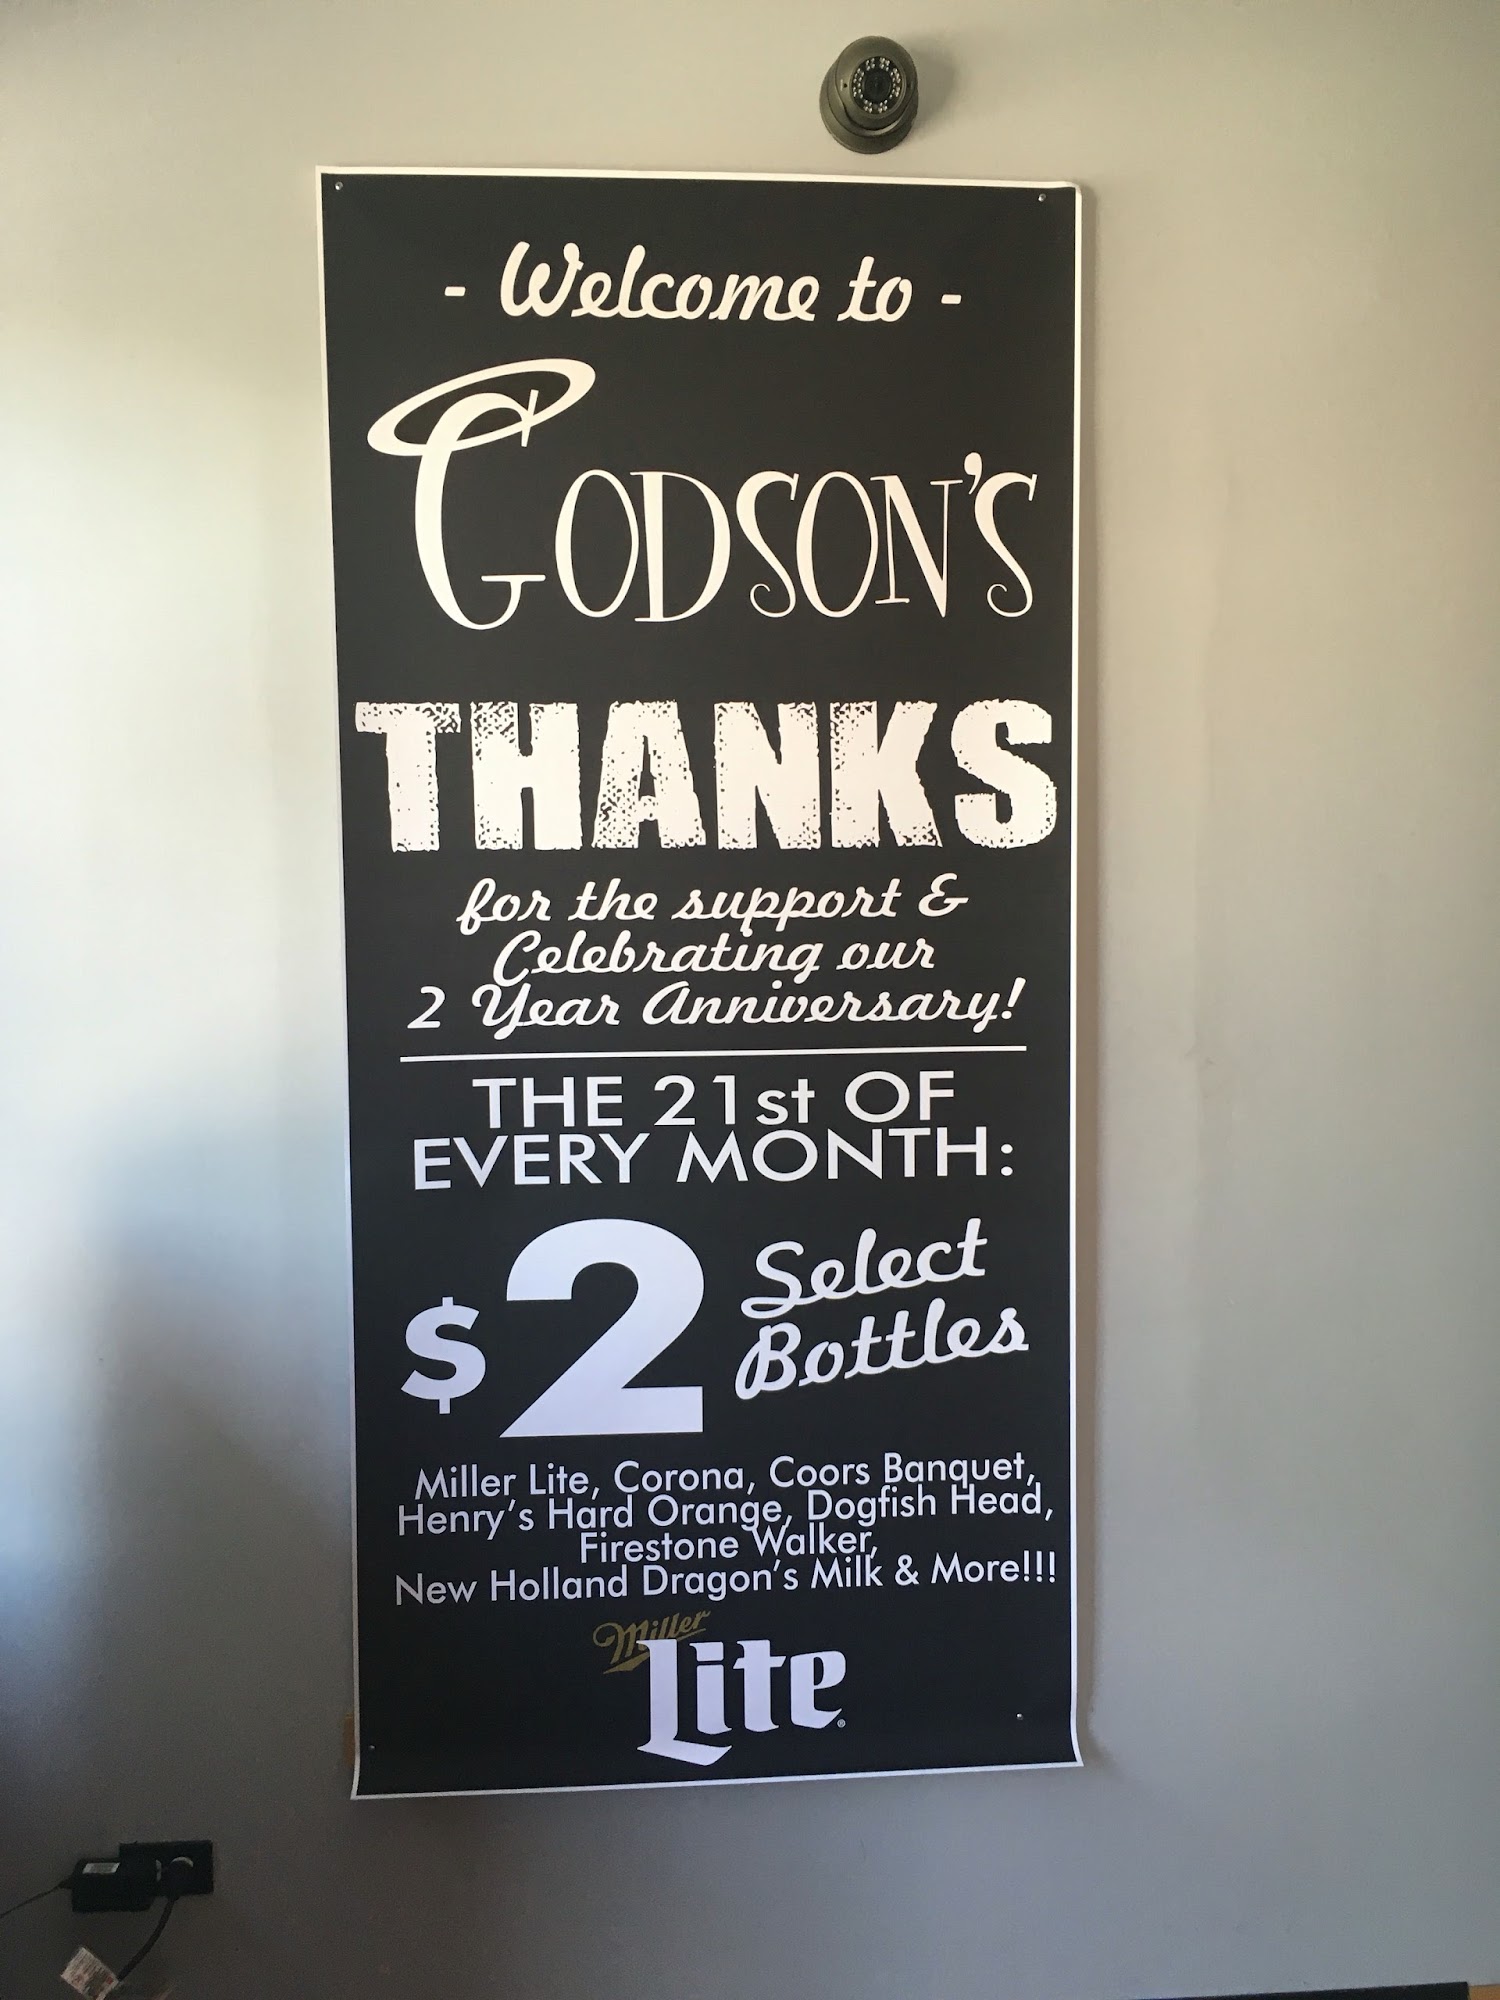 - Welcome to -
GODSON'S
THANKS
for the support &
Celebrating our
2 Year Anniversary!
THE 21st OF
EVERY MONTH:
$2 Select
Bottles
Miller Lite, Corona, Coors Banquet,
Henry's Hard Orange, Dogfish Head,
Firestone Walker,
New Holland Dragon's Milk & More!!!
Miller
Lite®